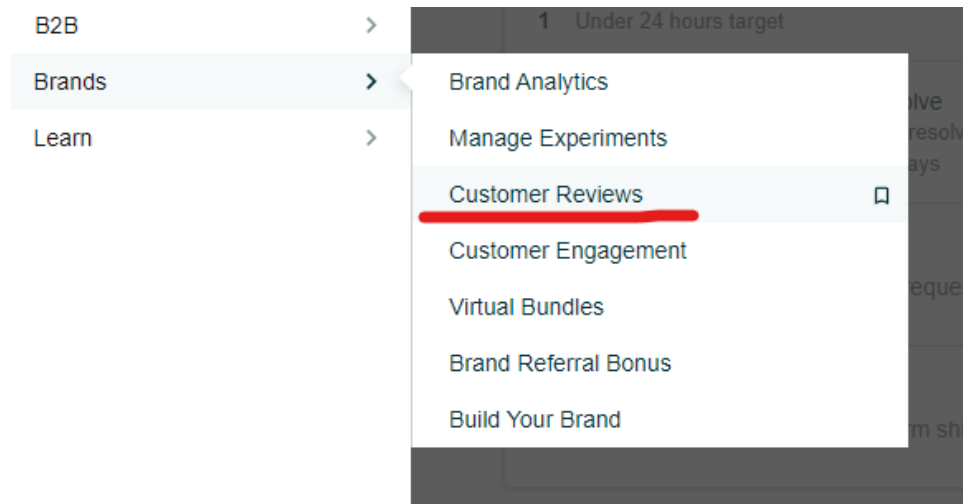 B2B
Brands
Learn
Brand Analytics
Manage Experiments
Customer Reviews
Customer Engagement
Virtual Bundles
Brand Referral Bonus
Build Your Brand
1 Under 24 hours target